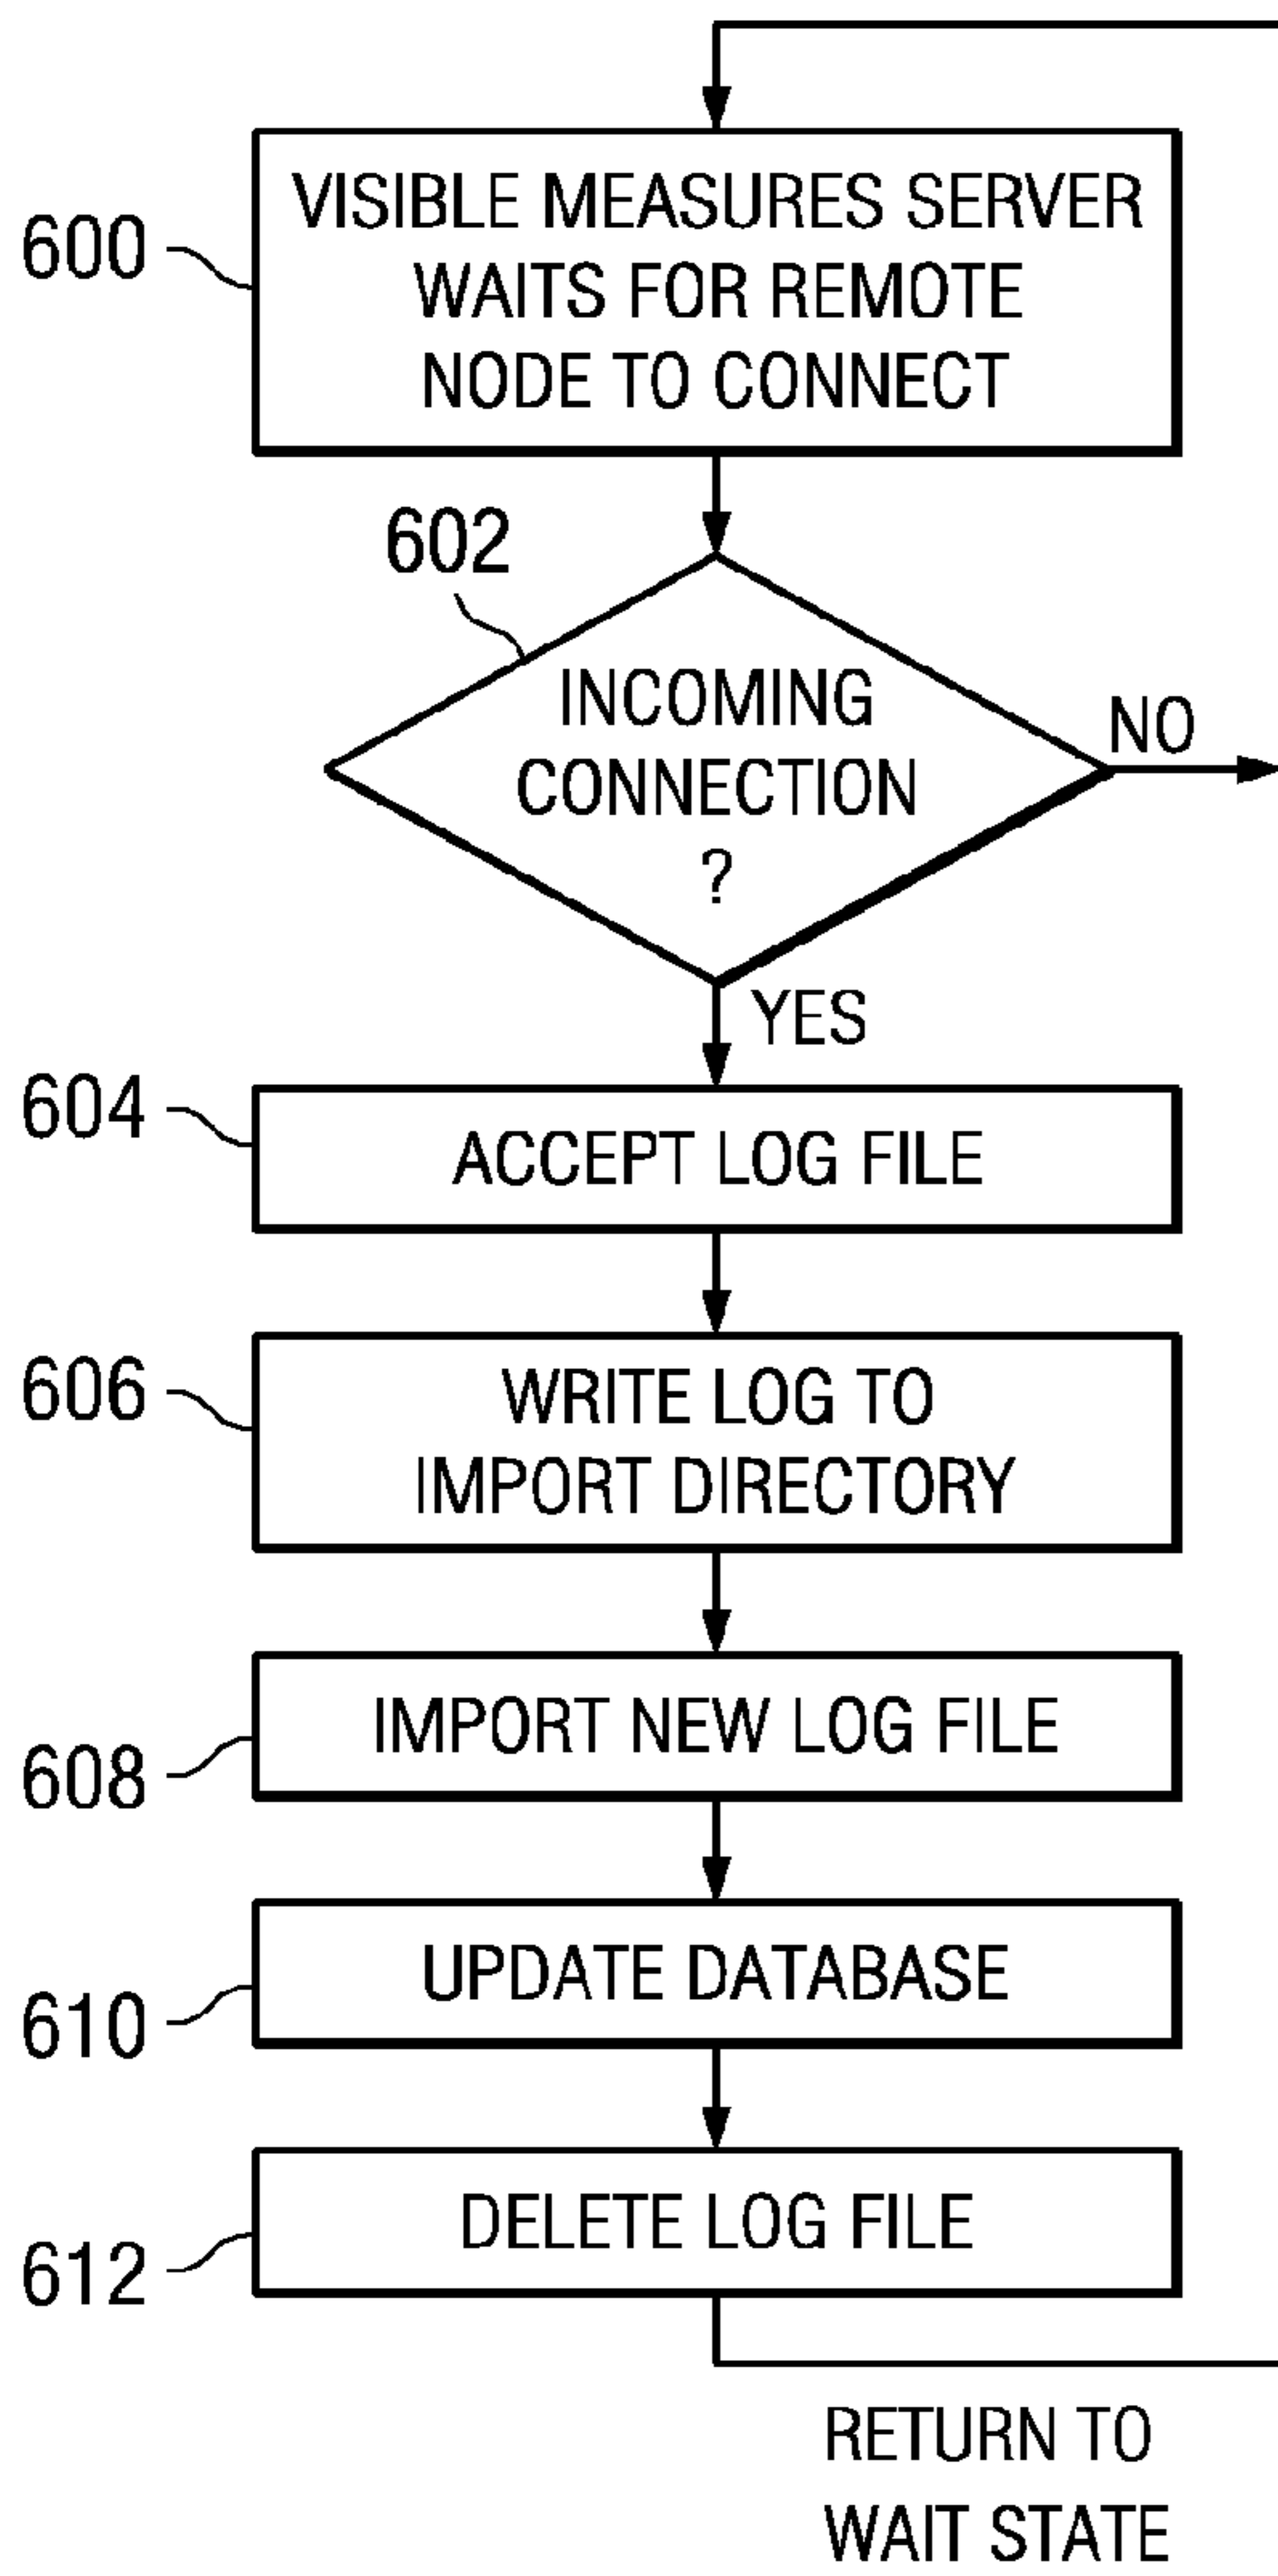 600
VISIBLE MEASURES SERVER
WAITS FOR REMOTE
NODE TO CONNECT
602
INCOMING
CONNECTION
?
NO
YES
604
ACCEPT LOG FILE
606
WRITE LOG TO
IMPORT DIRECTORY
608
IMPORT NEW LOG FILE
610
UPDATE DATABASE
612
DELETE LOG FILE
RETURN TO
WAIT STATE